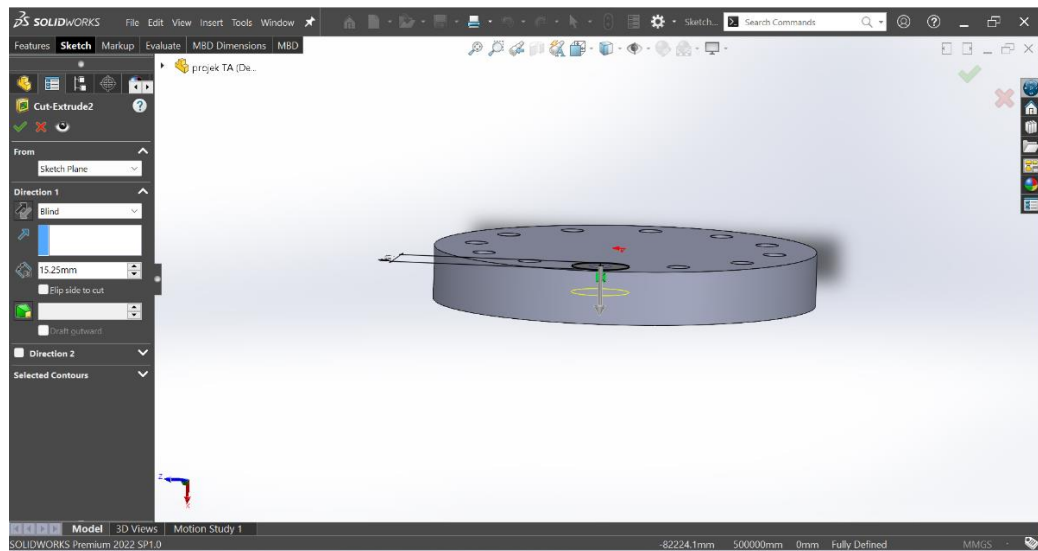 SOLIDWORKS File Edit View Insert Tools Window Sketch... Search Commands
Features Sketch Markup Evaluate MBD Dimensions MBD
projek TA (De...
Cut-Extrude2
From
Sketch Plane
Direction 1
Blind
15.25mm
Flip side to cut
Draft outward
Direction 2
Selected Contours
z
x
Model 3D Views Motion Study 1
SOLIDWORKS Premium 2022 SP1.0 -82224.1mm 500000mm 0mm Fully Defined MMGS